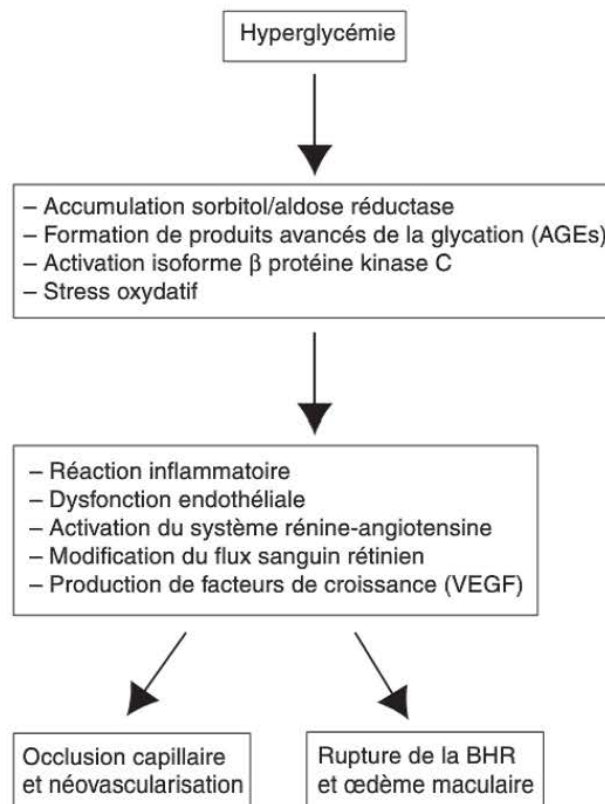 Hyperglycémie
– Accumulation sorbitol/aldose réductase
– Formation de produits avancés de la glycation (AGEs)
– Activation isoforme β protéine kinase C
– Stress oxydatif
– Réaction inflammatoire
– Dysfonction endothéliale
– Activation du système rénine-angiotensine
– Modification du flux sanguin rétinien
– Production de facteurs de croissance (VEGF)
Occlusion capillaire
et néovascularisation
Rupture de la BHR
et œdème maculaire